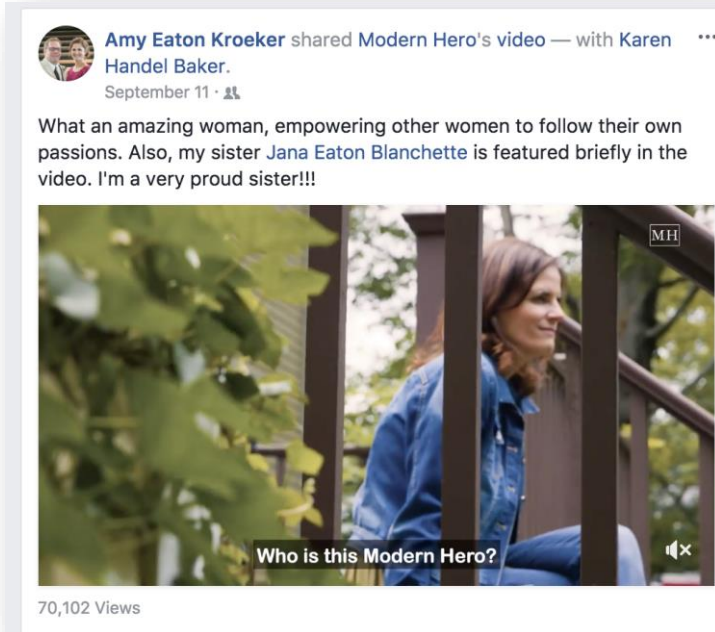 Amy Eaton Kroeker shared Modern Hero's video — with Karen
Handel Baker.
September 11 ·
What an amazing woman, empowering other women to follow their own
passions. Also, my sister Jana Eaton Blanchette is featured briefly in the
video. I'm a very proud sister!!!
MH
Who is this Modern Hero?
70,102 Views